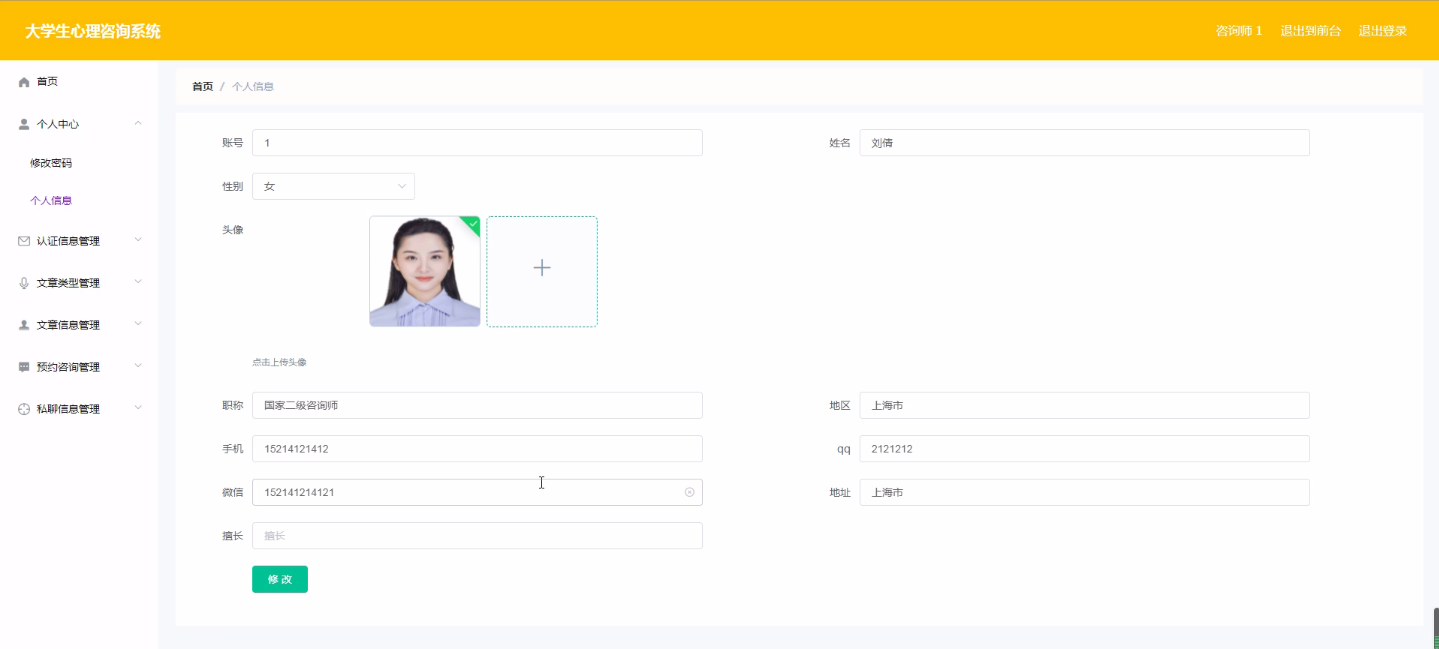 大学生心理咨询系统
咨询师 1 退出到前台 退出登录
首页
个人中心
修改密码
个人信息
认证信息管理
文章类型管理
文章信息管理
预约咨询管理
私聊信息管理
首页 / 个人信息
账号 1
姓名 刘倩
性别 女
头像
点击上传头像
职称 国家二级咨询师
地区 上海市
手机 15214121412
qq 2121212
微信 152141214121
地址 上海市
擅长 擅长
修改